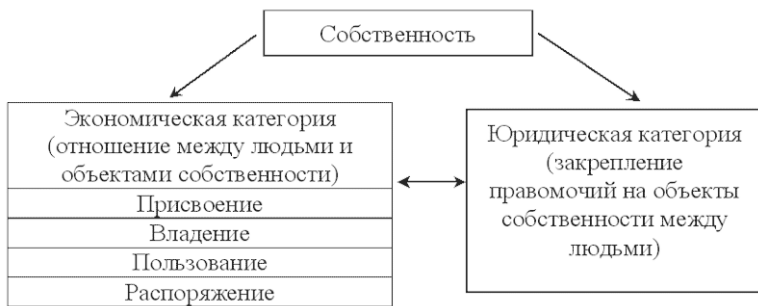 Собственность
Экономическая категория
(отношение между людьми и
объектами собственности)
Присвоение
Владение
Пользование
Распоряжение
Юридическая категория
(закрепление
правомочий на объекты
собственности между
людьми)